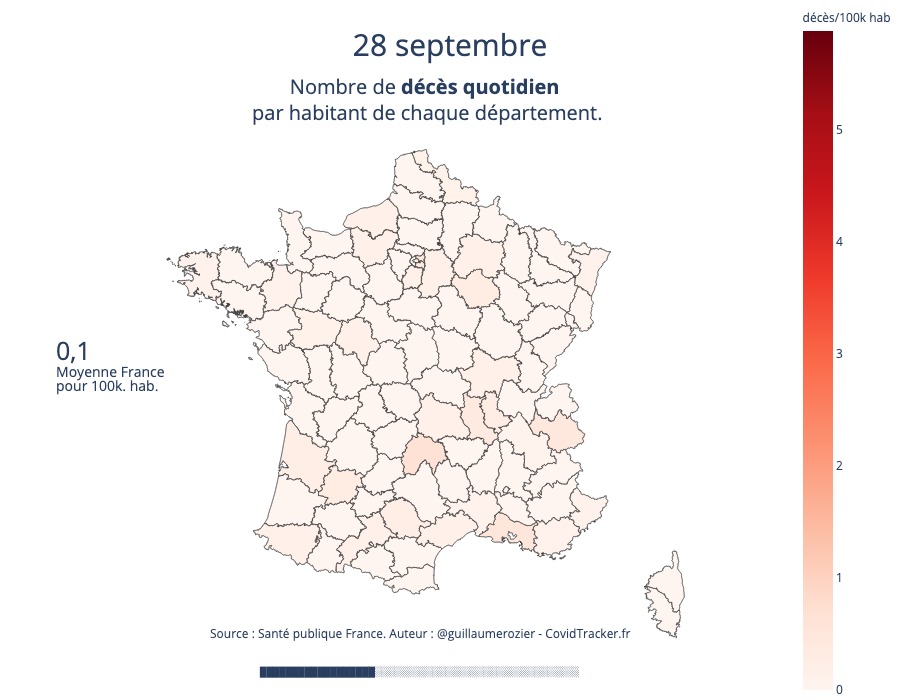 décès/100k hab
28 septembre
Nombre de décès quotidien
par habitant de chaque département.
5
4
3
2
1
0
0,1
Moyenne France
pour 100k. hab.
Source : Santé publique France. Auteur : @guillaumerozier - CovidTracker.fr